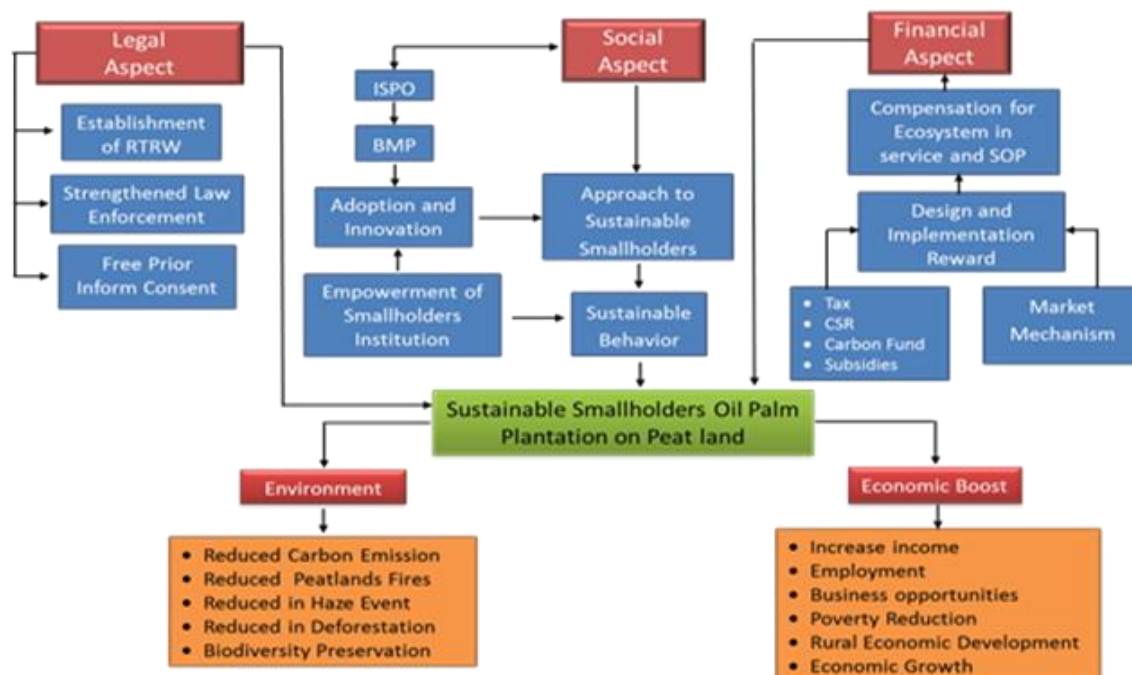 Legal
Aspect
Establishment
of RTRW
Strengthened Law
Enforcement
Free Prior
Inform Consent
ISPO
BMP
Adoption and
Innovation
Empowerment of
Smallholders
Institution
Social
Aspect
Approach to
Sustainable
Smallholders
Sustainable
Behavior
Financial
Aspect
Compensation for
Ecosystem in
service and SOP
Design and
Implementation
Reward
• Tax
• CSR
• Carbon Fund
• Subsidies
Market
Mechanism
Sustainable Smallholders Oil Palm
Plantation on Peat land
Environment
• Reduced Carbon Emission
• Reduced Peatlands Fires
• Reduced in Haze Event
• Reduced in Deforestation
• Biodiversity Preservation
Economic Boost
• Increase income
• Employment
• Business opportunities
• Poverty Reduction
• Rural Economic Development
• Economic Growth